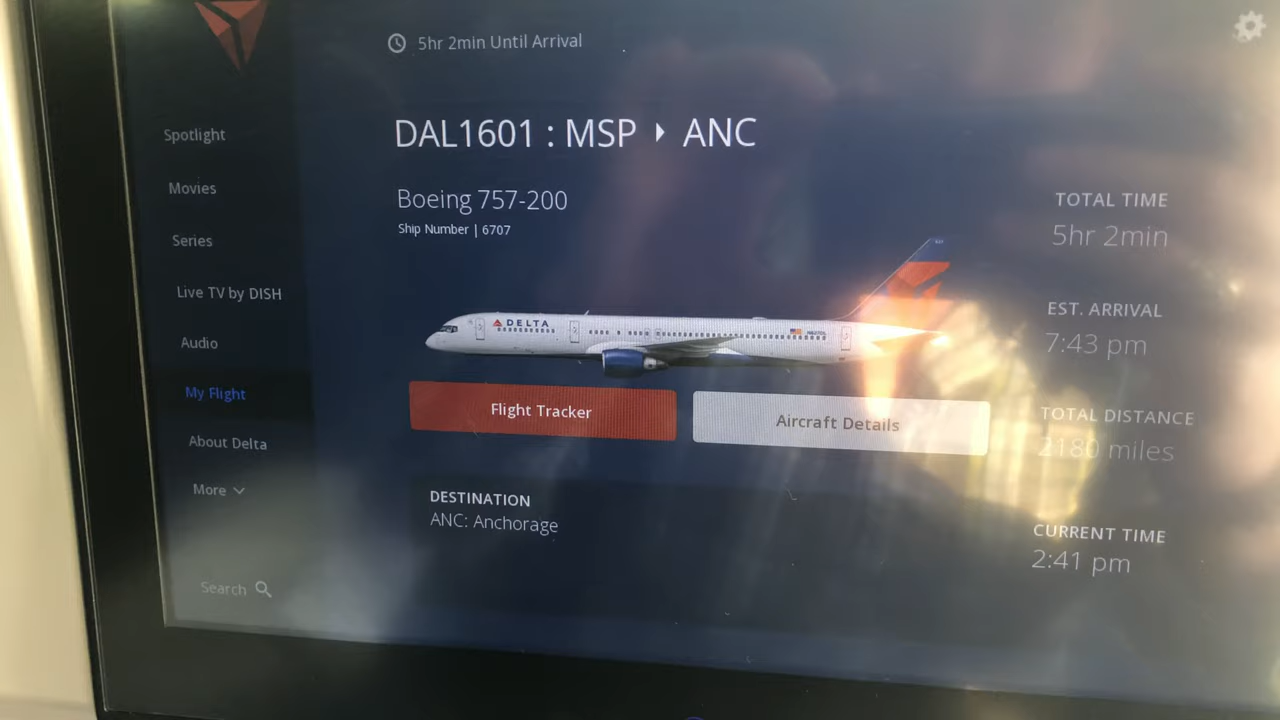 5hr 2min Until Arrival
DAL1601 : MSP ▸ ANC
Boeing 757-200
Ship Number | 6707
Spotlight
Movies
Series
Live TV by DISH
Audio
My Flight
About Delta
More
Search
DELTA
Flight Tracker
Aircraft Details
DESTINATION
ANC: Anchorage
TOTAL TIME
5hr 2min
EST. ARRIVAL
7:43 pm
TOTAL DISTANCE
2180 miles
CURRENT TIME
2:41 pm